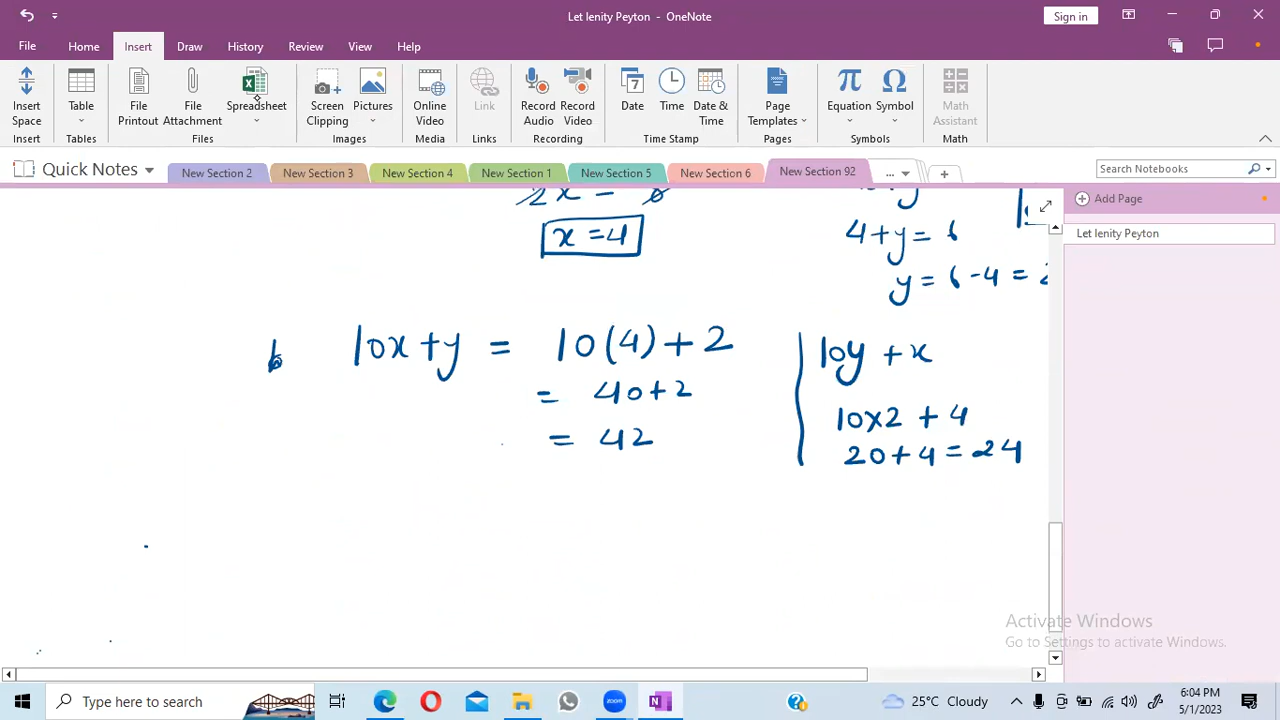 Let lenity Peyton - OneNote
Sign in
File Home Insert Draw History Review View Help
Insert Space
Table
File Printout
File Attachment
Spreadsheet
Screen Clipping
Pictures
Online Video
Link
Record Audio
Record Video
Date
Time
Date & Time
Page Templates
Equation
Symbol
Math Assistant
Insert Tables Files Images Media Links Recording Time Stamp Pages Symbols Math
Quick Notes New Section 2 New Section 3 New Section 4 New Section 1 New Section 5 New Section 6 New Section 92 ... Search Notebooks
Add Page
Let lenity Peyton
x = 4
4 + y = 6
y = 6 - 4 =
10x + y = 10(4) + 2
= 40 + 2
= 42
10y + x
10x2 + 4
20 + 4 = 24
Activate Windows
Go to Settings to activate Windows.
Type here to search
zoom
25°C Cloudy
6:04 PM
5/1/2023